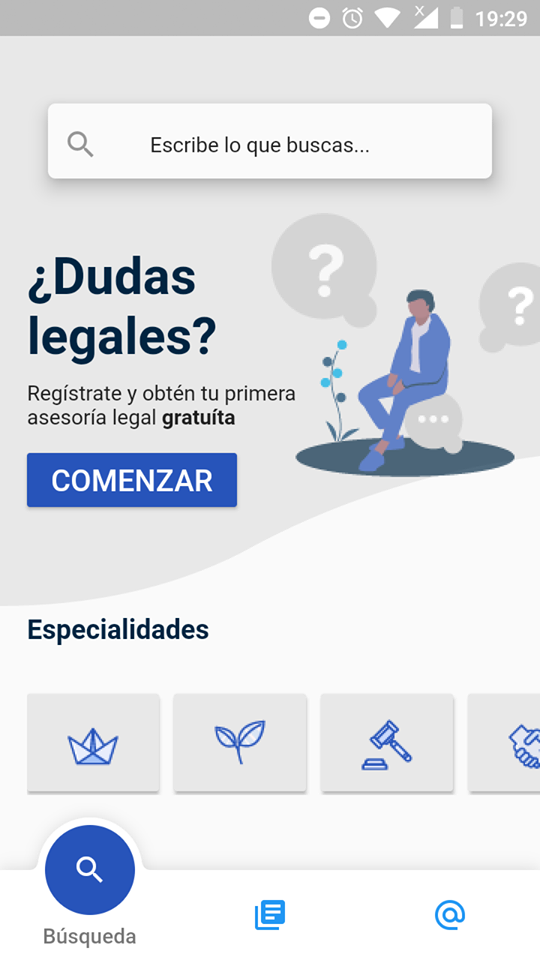 19:29
Escribe lo que buscas...
¿Dudas
legales?
Regístrate y obtén tu primera
asesoría legal gratuíta
COMENZAR
Especialidades
Búsqueda